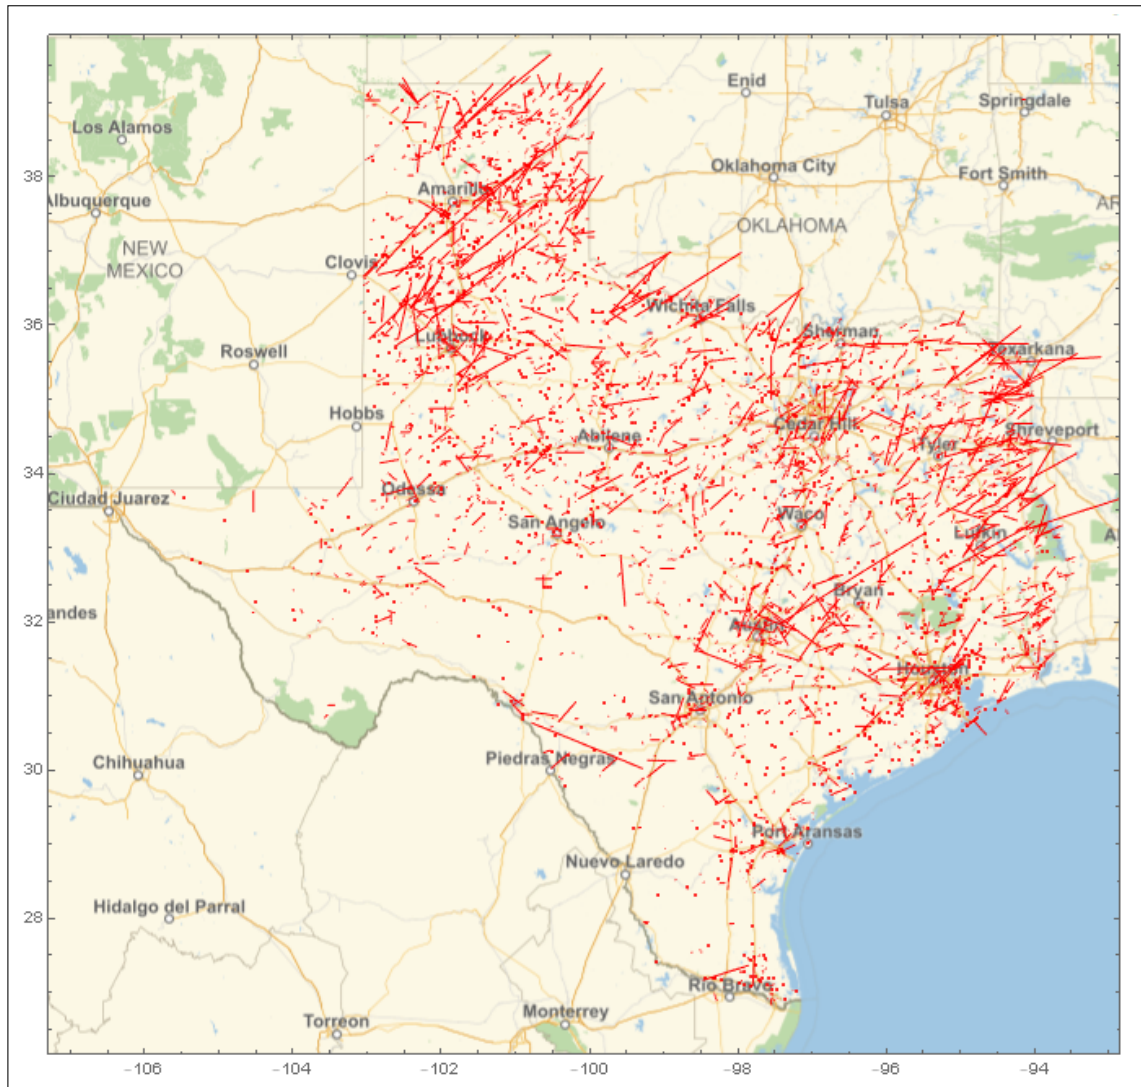 Enid
Tulsa
Springdale
Los Alamos
Oklahoma City
Fort Smith
38
Amarillo
Albuquerque
AR
OKLAHOMA
NEW
MEXICO
Clovis
Wichita Falls
36
Lubbock
Sherman
Texarkana
Roswell
Hobbs
Cedar Hill
Abilene
Tyler
Shreveport
34
Odessa
Ciudad Juarez
San Angelo
Waco
Lufkin
A
andes
Bryan
32
Austin
Houston
San Antonio
Chihuahua
Piedras Negras
30
Port Aransas
Nuevo Laredo
28
Hidalgo del Parral
Rio Bravo
Monterrey
Torreon
-106
-104
-102
-100
-98
-96
-94